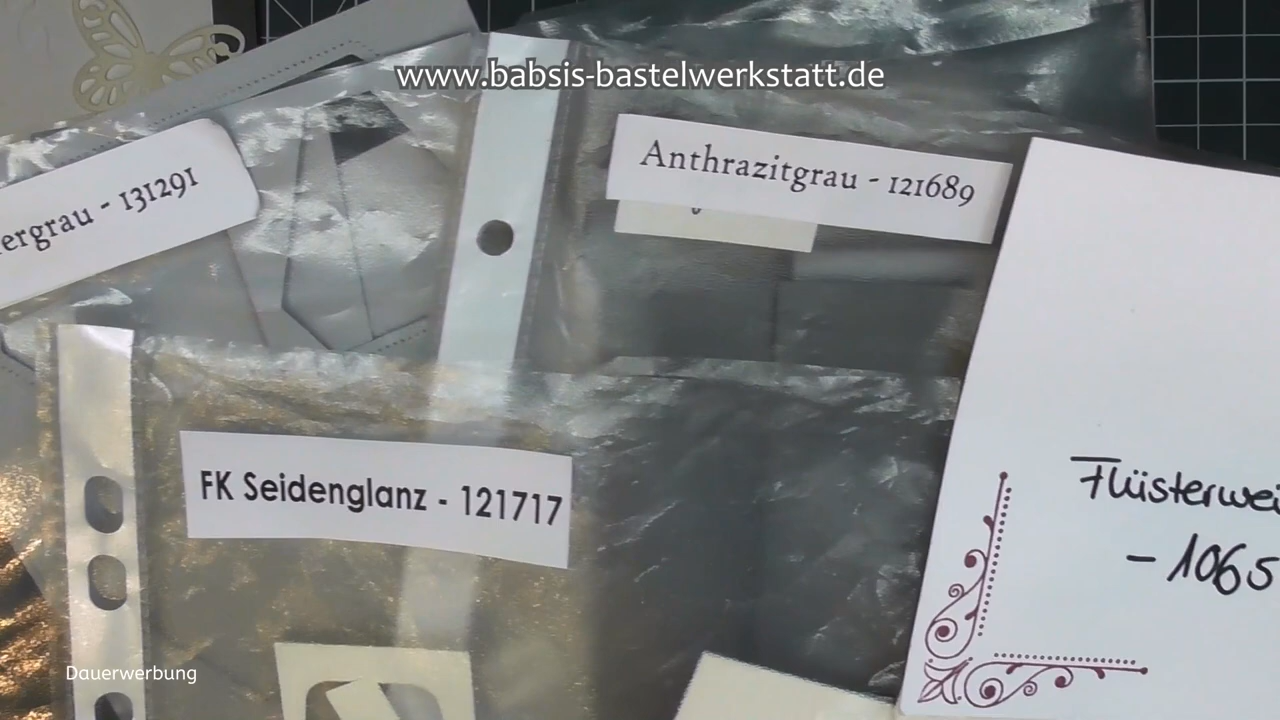 www.babsis-bastelwerkstatt.de
Anthrazitgrau - 121689
ergrau - 131291
FK Seidenglanz - 121717
Flüsterwei
- 1065
Dauerwerbung